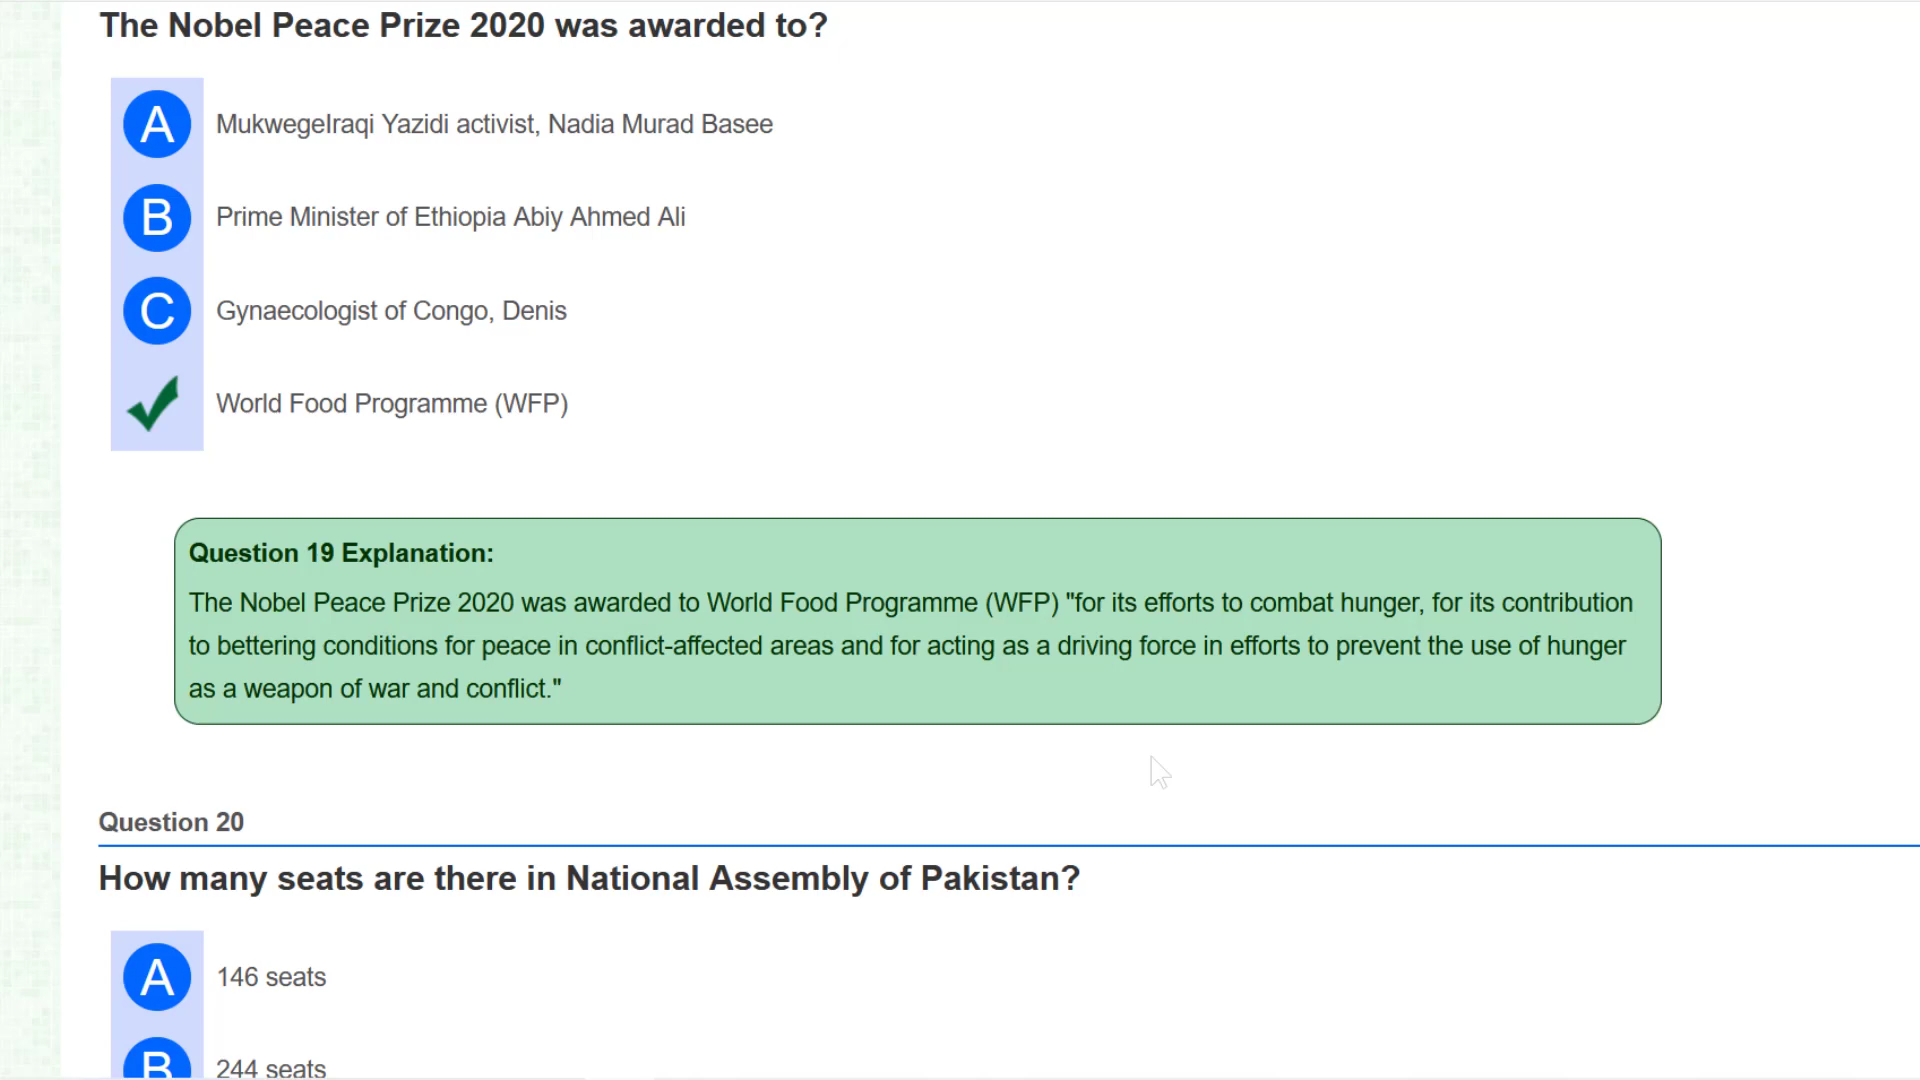 The Nobel Peace Prize 2020 was awarded to?
A MukwegeIraqi Yazidi activist, Nadia Murad Basee
B Prime Minister of Ethiopia Abiy Ahmed Ali
C Gynaecologist of Congo, Denis
World Food Programme (WFP)
Question 19 Explanation:
The Nobel Peace Prize 2020 was awarded to World Food Programme (WFP) "for its efforts to combat hunger, for its contribution
to bettering conditions for peace in conflict-affected areas and for acting as a driving force in efforts to prevent the use of hunger
as a weapon of war and conflict."
Question 20
How many seats are there in National Assembly of Pakistan?
A 146 seats
B 244 seats